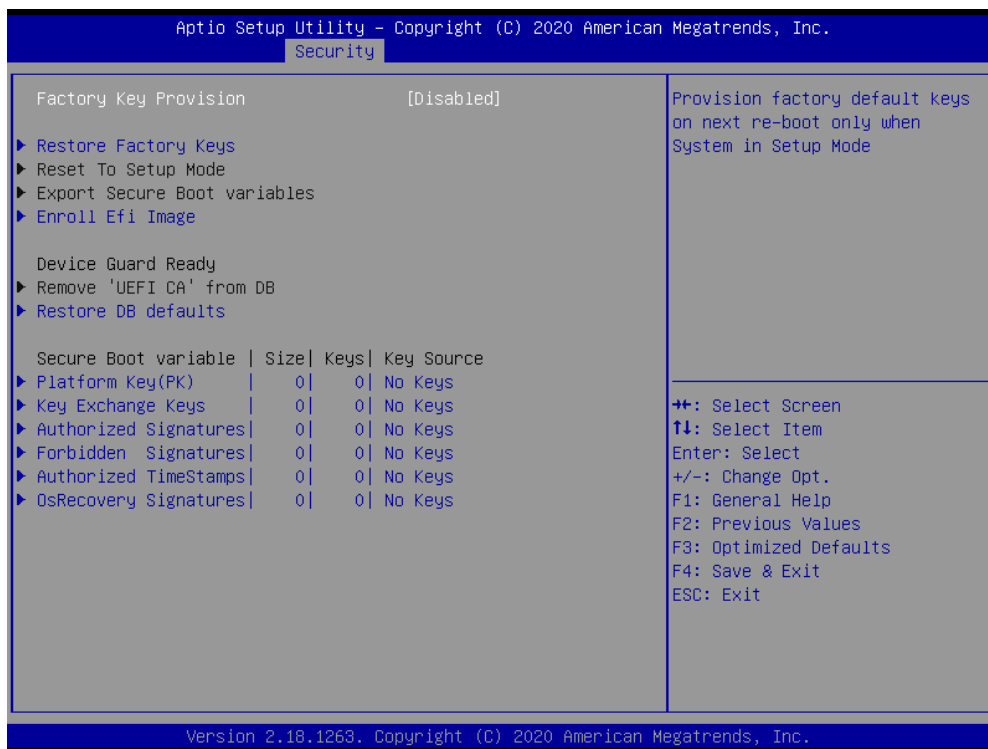 Aptio Setup Utility – Copyright (C) 2020 American Megatrends, Inc.
Security
Factory Key Provision [Disabled]
▶ Restore Factory Keys
▶ Reset To Setup Mode
▶ Export Secure Boot variables
▶ Enroll Efi Image
Device Guard Ready
▶ Remove 'UEFI CA' from DB
▶ Restore DB defaults
Secure Boot variable | Size| Keys| Key Source
▶ Platform Key(PK) | 0| 0| No Keys
▶ Key Exchange Keys | 0| 0| No Keys
▶ Authorized Signatures| 0| 0| No Keys
▶ Forbidden Signatures| 0| 0| No Keys
▶ Authorized TimeStamps| 0| 0| No Keys
▶ OsRecovery Signatures| 0| 0| No Keys
Provision factory default keys
on next re-boot only when
System in Setup Mode
→←: Select Screen
↑↓: Select Item
Enter: Select
+/-: Change Opt.
F1: General Help
F2: Previous Values
F3: Optimized Defaults
F4: Save & Exit
ESC: Exit
Version 2.18.1263. Copyright (C) 2020 American Megatrends, Inc.